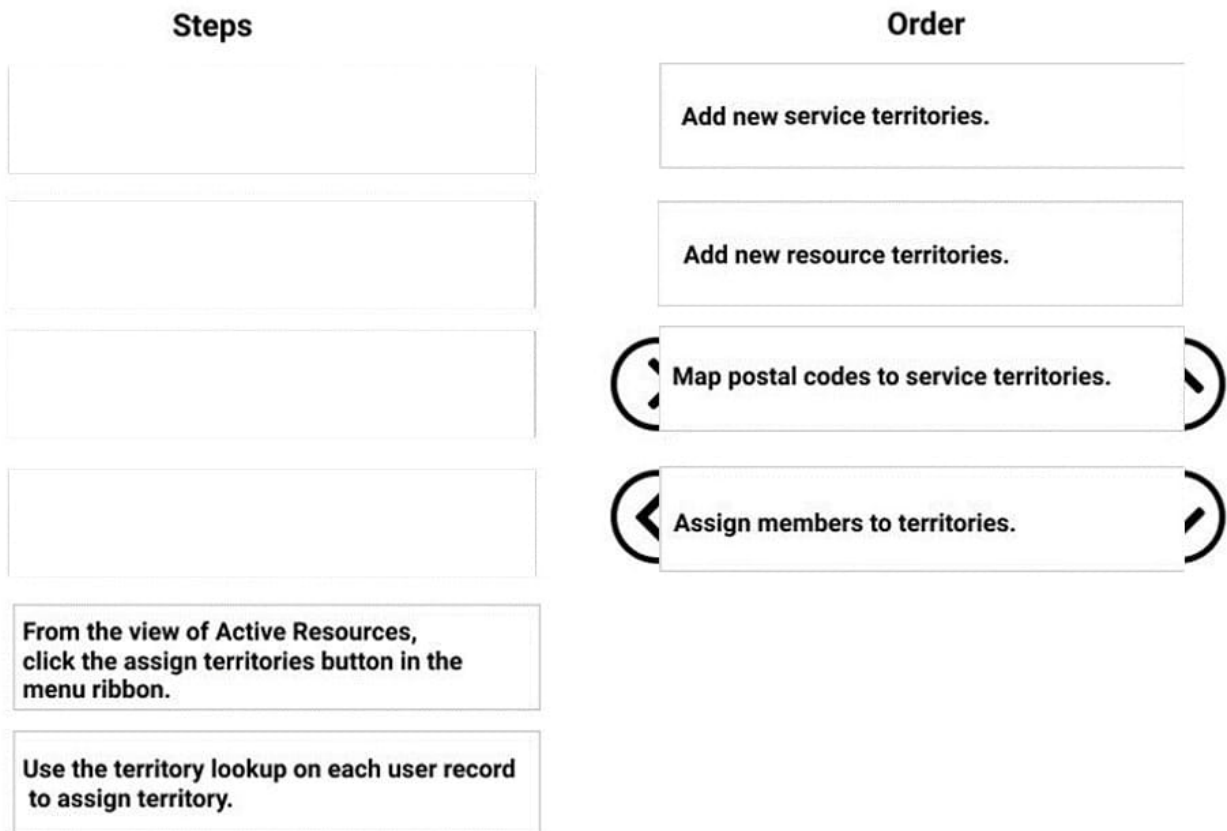 Steps
Order
Add new service territories.
Add new resource territories.
Map postal codes to service territories.
Assign members to territories.
From the view of Active Resources,
click the assign territories button in the
menu ribbon.
Use the territory lookup on each user record
to assign territory.